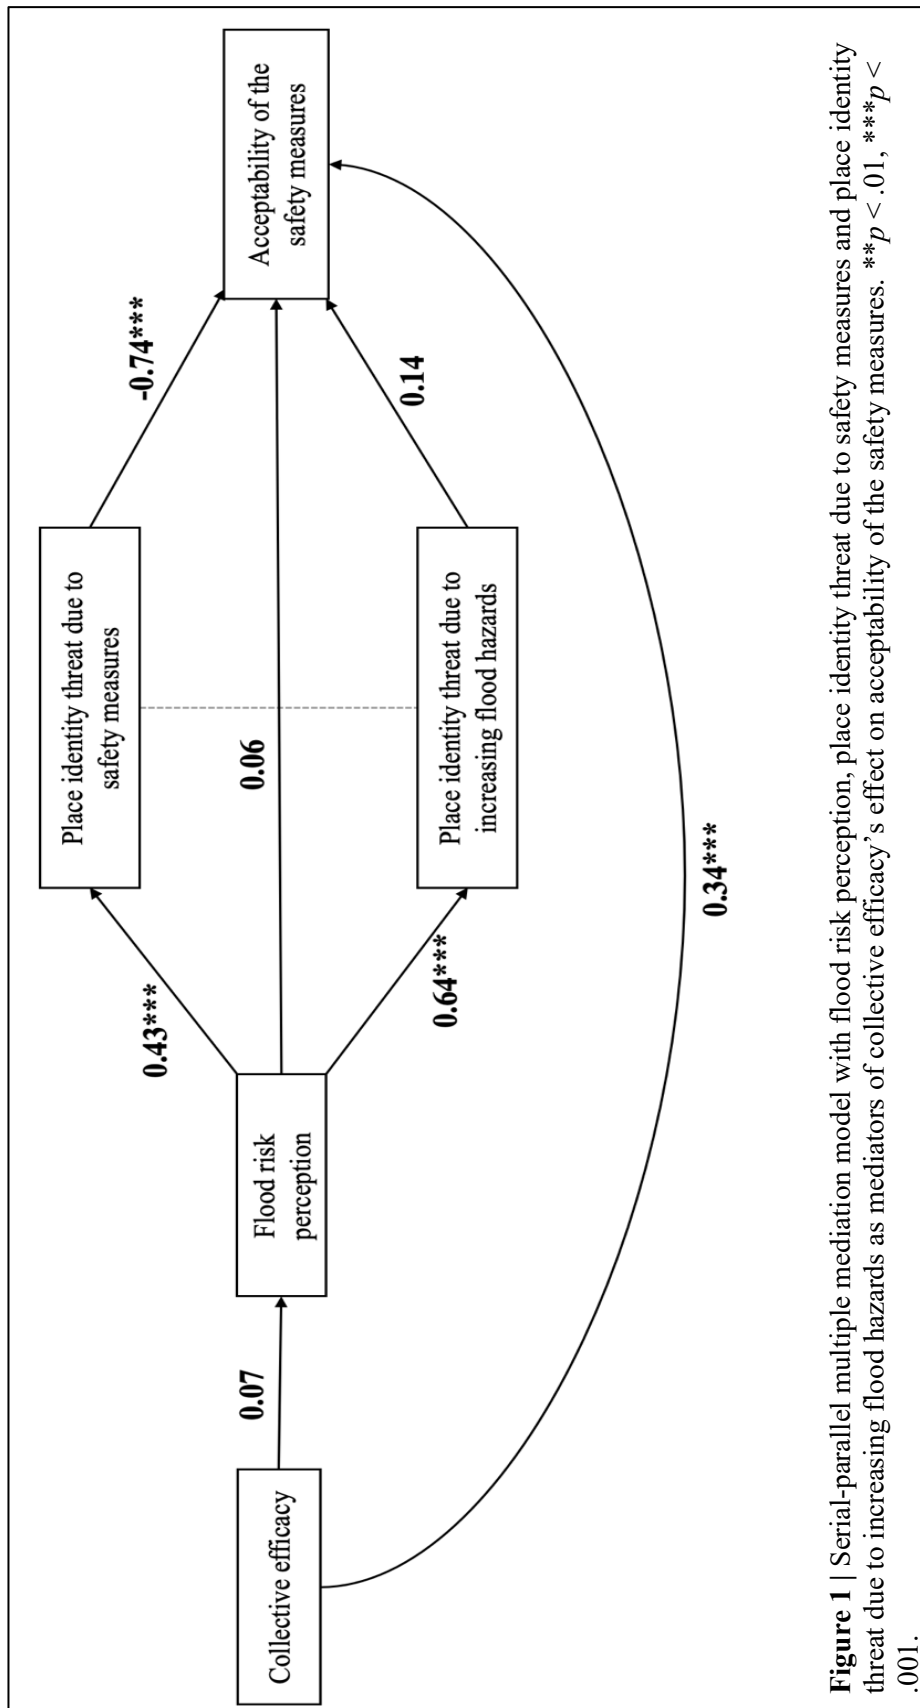 Collective efficacy
0.07
Flood risk
perception
0.43***
0.06
0.64***
Place identity threat due to
safety measures
Place identity threat due to
increasing flood hazards
-0.74***
0.14
0.34***
Acceptability of the
safety measures
Figure 1 | Serial-parallel multiple mediation model with flood risk perception, place identity threat due to safety measures and place identity
threat due to increasing flood hazards as mediators of collective efficacy’s effect on acceptability of the safety measures. **p < .01, ***p <
.001.